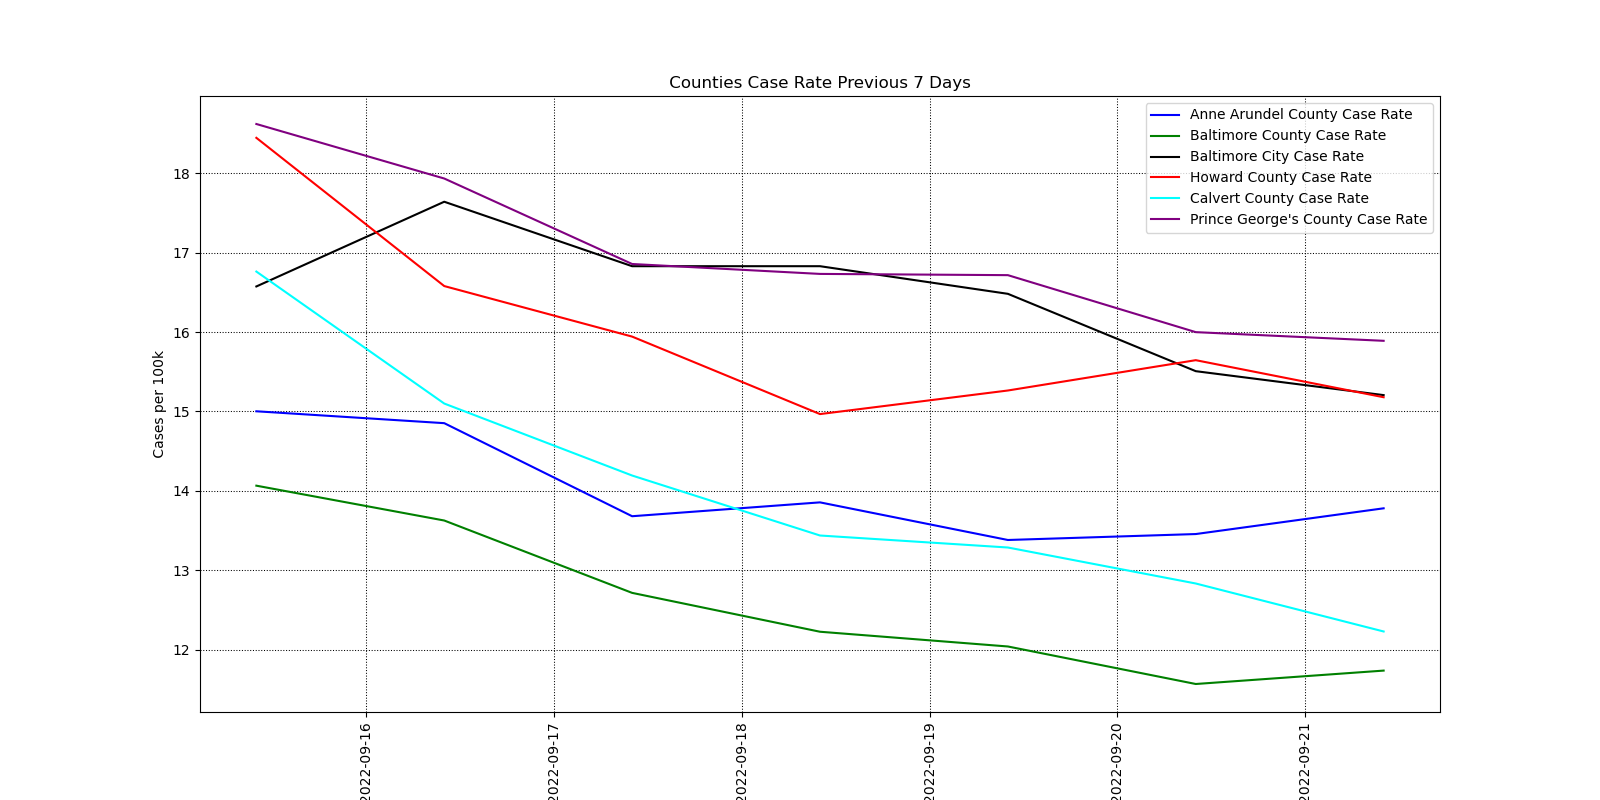 Counties Case Rate Previous 7 Days
Anne Arundel County Case Rate
Baltimore County Case Rate
Baltimore City Case Rate
Howard County Case Rate
Calvert County Case Rate
Prince George's County Case Rate
Cases per 100k
18
17
16
15
14
13
12
2022-09-16
2022-09-17
2022-09-18
2022-09-19
2022-09-20
2022-09-21